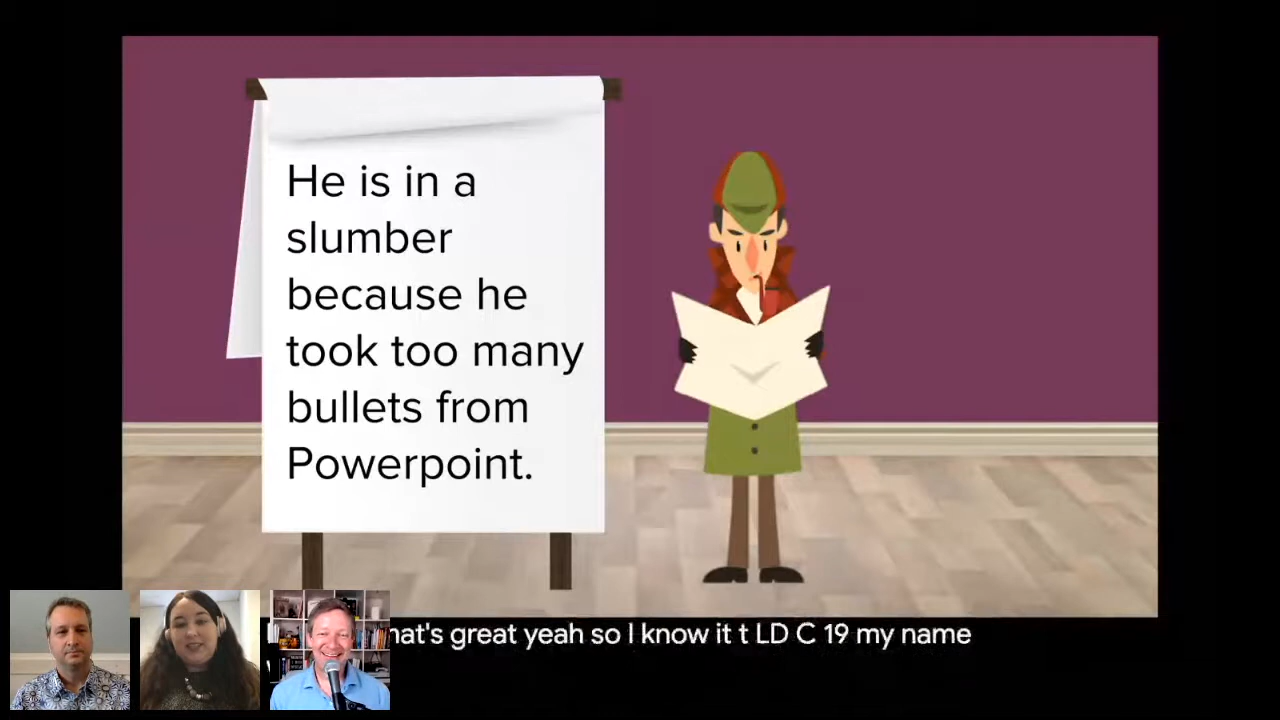 He is in a
slumber
because he
took too many
bullets from
Powerpoint.
hat's great yeah so I know it t LD C 19 my name